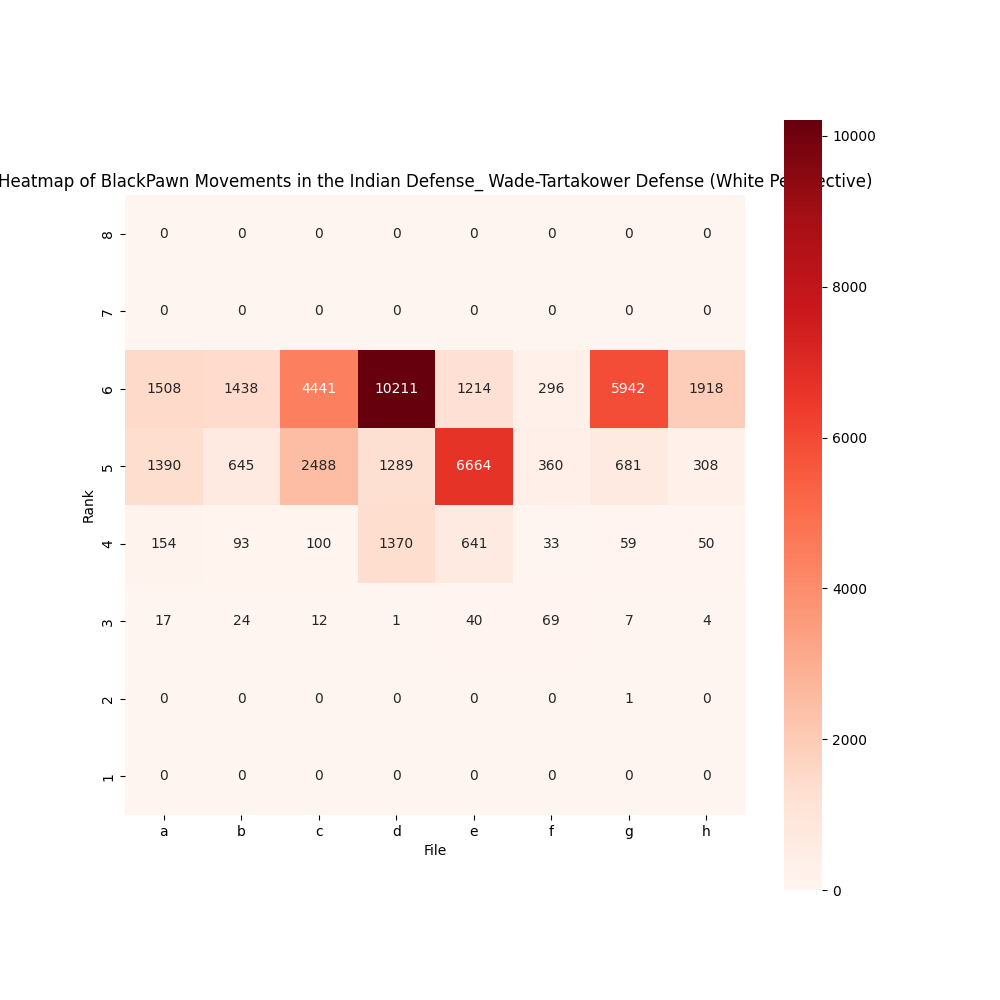 Heatmap of BlackPawn Movements in the Indian Defense_ Wade-Tartakower Defense (White Pe ective)
10000
8000
6000
4000
2000
0
8 0 0 0 0 0 0 0 0
7 0 0 0 0 0 0 0 0
6 1508 1438 4441 10211 1214 296 5942 1918
5 1390 645 2488 1289 6664 360 681 308
4 154 93 100 1370 641 33 59 50
3 17 24 12 1 40 69 7 4
2 0 0 0 0 0 0 1 0
1 0 0 0 0 0 0 0 0
Rank
a b c d e f g h
File